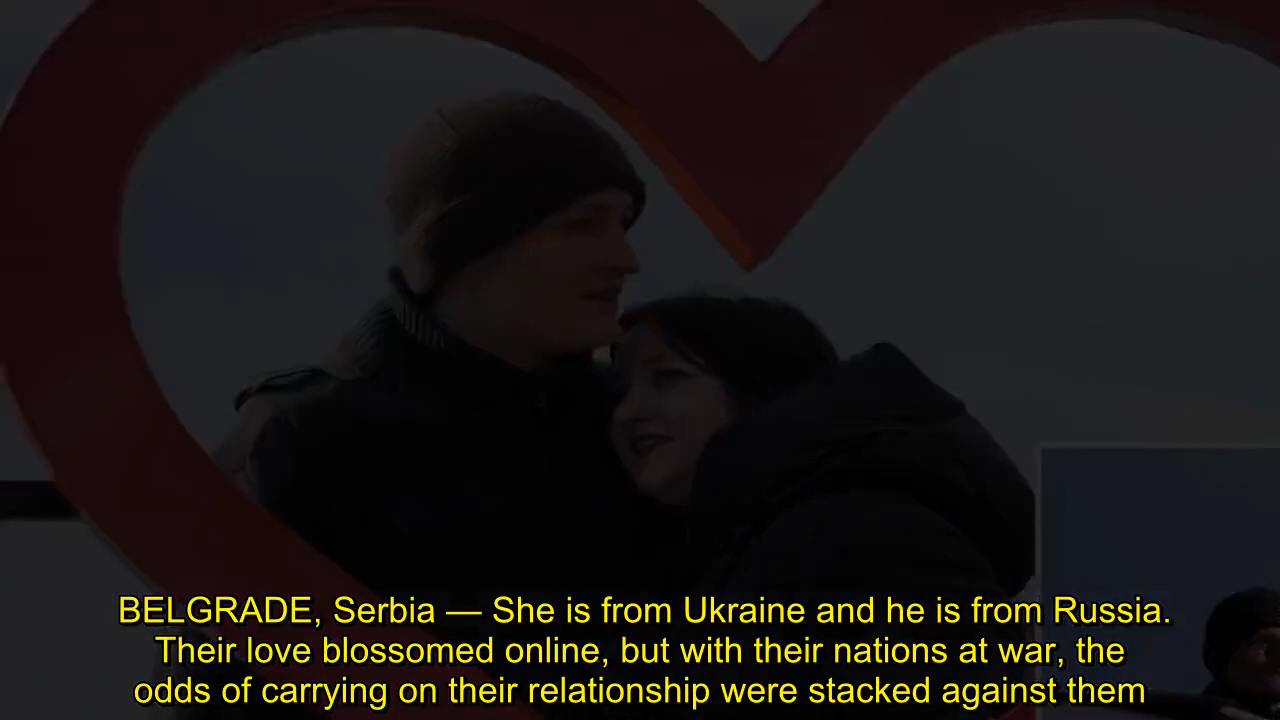 BELGRADE, Serbia — She is from Ukraine and he is from Russia.
Their love blossomed online, but with their nations at war, the
odds of carrying on their relationship were stacked against them